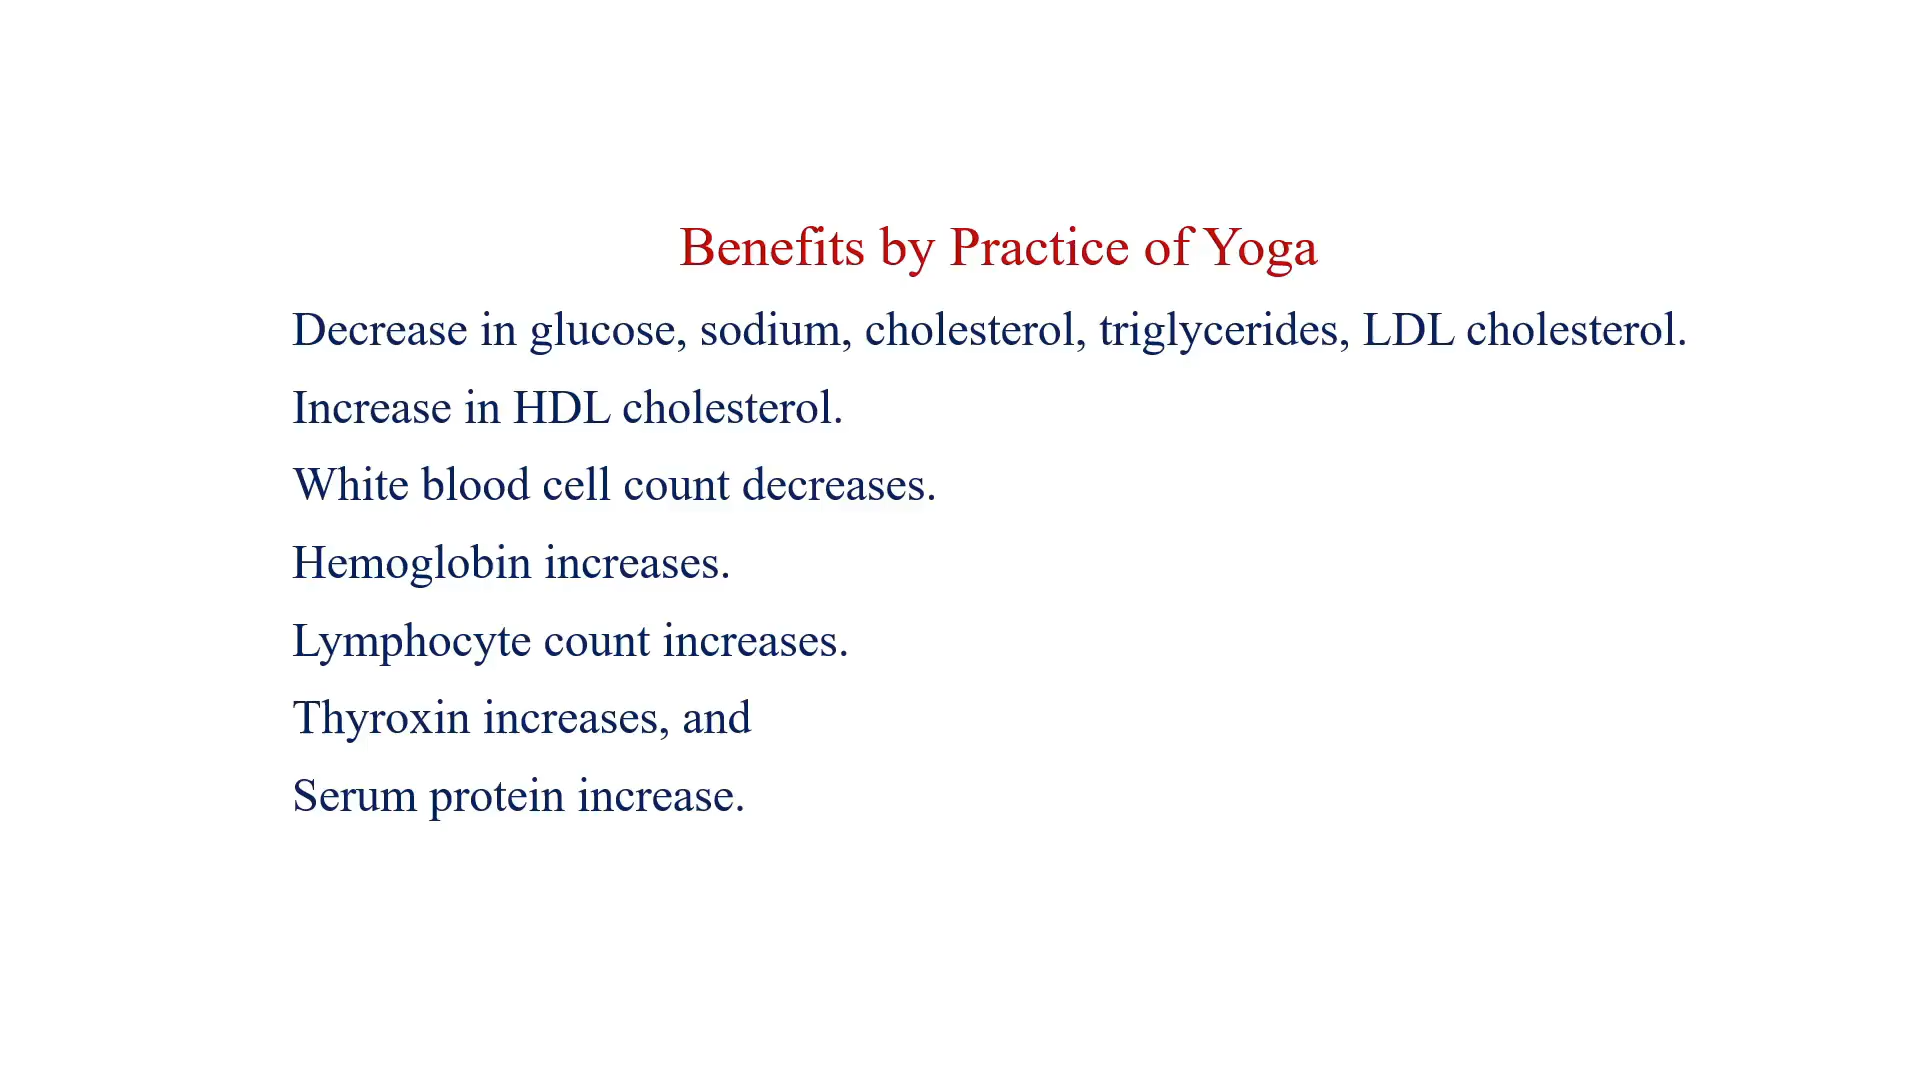 Benefits by Practice of Yoga
Decrease in glucose, sodium, cholesterol, triglycerides, LDL cholesterol.
Increase in HDL cholesterol.
White blood cell count decreases.
Hemoglobin increases.
Lymphocyte count increases.
Thyroxin increases, and
Serum protein increase.